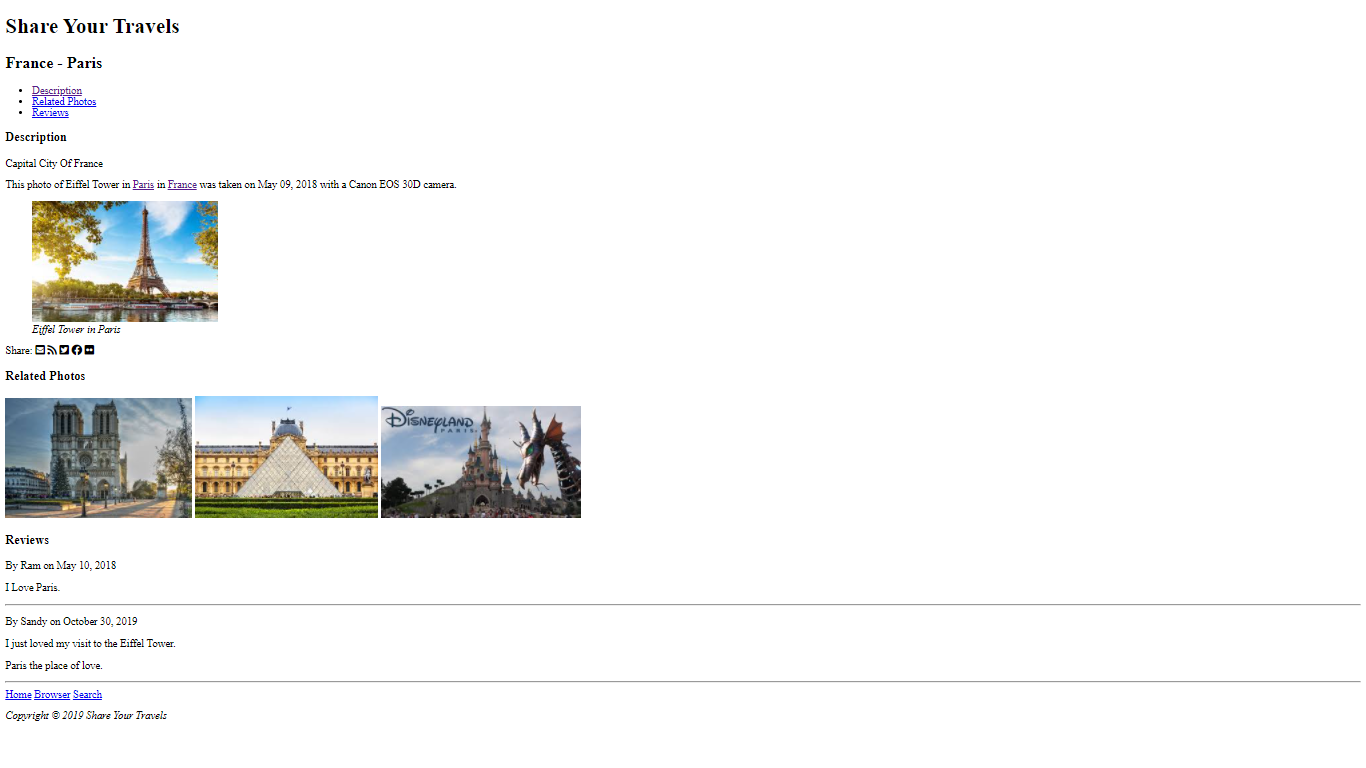 Share Your Travels
France - Paris
Description
Related Photos
Reviews
Description
Capital City Of France
This photo of Eiffel Tower in Paris in France was taken on May 09, 2018 with a Canon EOS 30D camera.
Eiffel Tower in Paris
Share:
Related Photos
DISNEYLAND
PARIS
Reviews
By Ram on May 10, 2018
I Love Paris.
By Sandy on October 30, 2019
I just loved my visit to the Eiffel Tower.
Paris the place of love.
Home Browser Search
Copyright © 2019 Share Your Travels